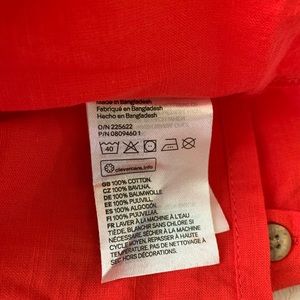 Made in Bangladesh
Fabriqué en Bangladesh
Hecho en Bangladesh
O/N 225622
P/N 0809460 1
40
clevercare.info
GB 100% COTTON.
CZ 100% BAVLNA.
DE 100% BAUMWOLLE.
EE 100% PUUVILL.
ES 100% ALGODÓN
FI 100% PUUVILLAA.
FR LAVER À LA MACHINE À L'EAU
TIÈDE, BLANCHIR SANS CHLORE SI
NÉCESSAIRE, SÉCHER À LA MACHINE
CYCLE MOYEN, REPASSER À HAUTE
TEMPÉRATURE, PAS DE NETTOYAGE À
SEC, HORS DÉCORATIONS.